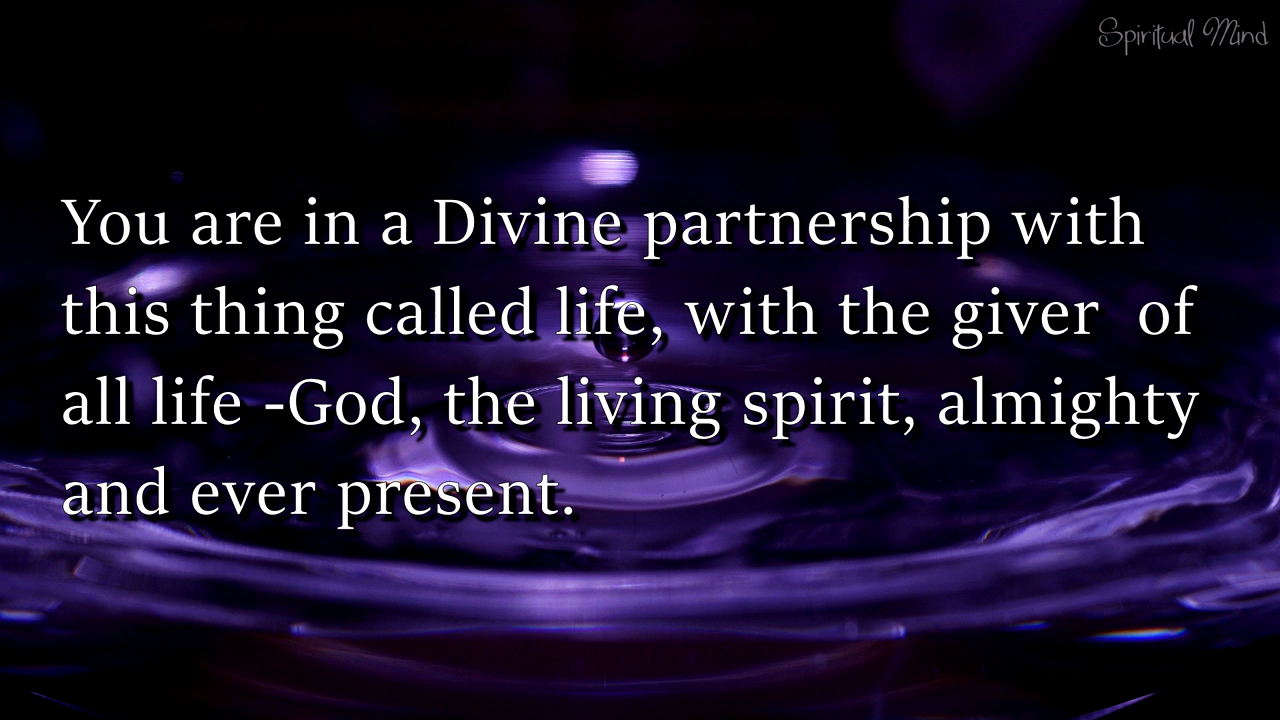 Spiritual Mind
You are in a Divine partnership with
this thing called life, with the giver  of
all life -God, the living spirit, almighty
and ever present.